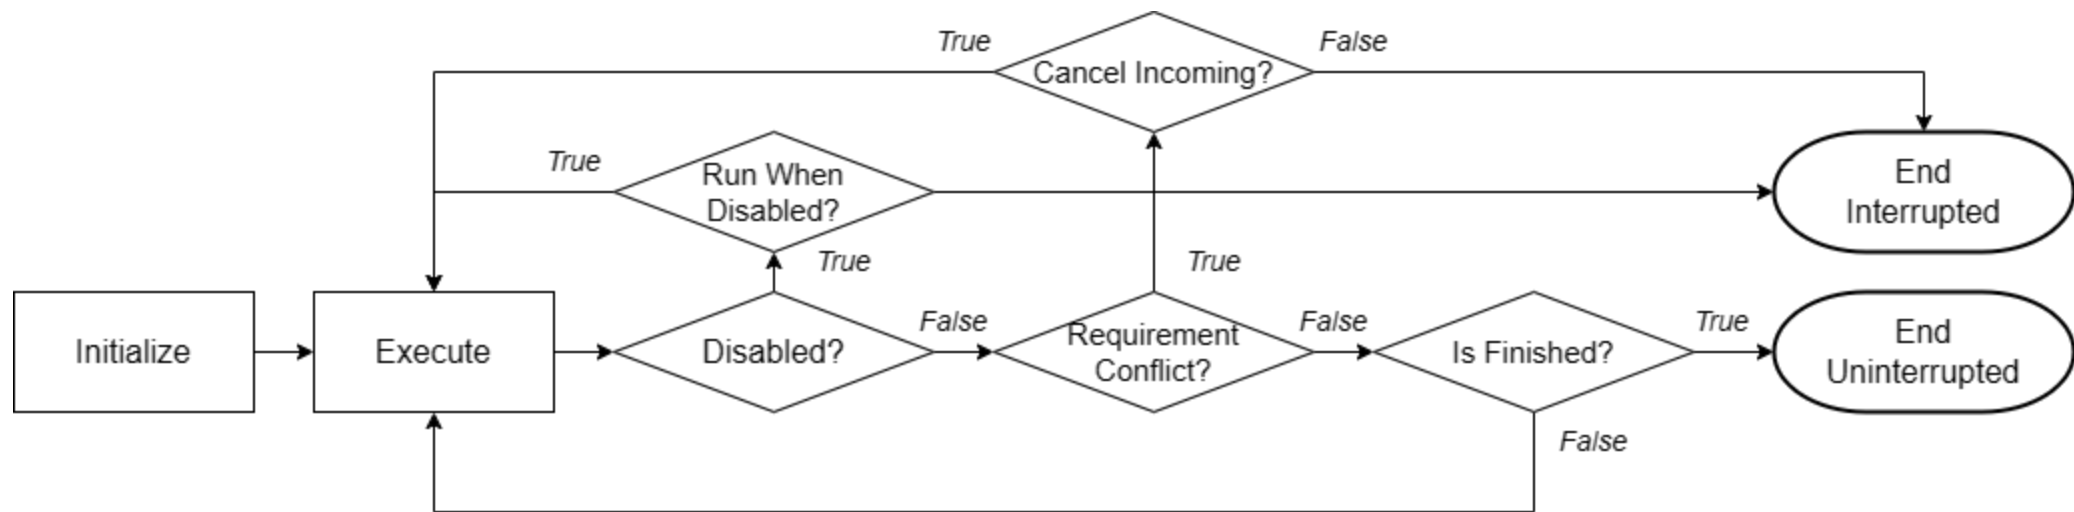 True
Cancel Incoming?
False
True
Run When
Disabled?
End
Interrupted
True
True
Initialize
Execute
Disabled?
False
Requirement
Conflict?
False
Is Finished?
True
End
Uninterrupted
False